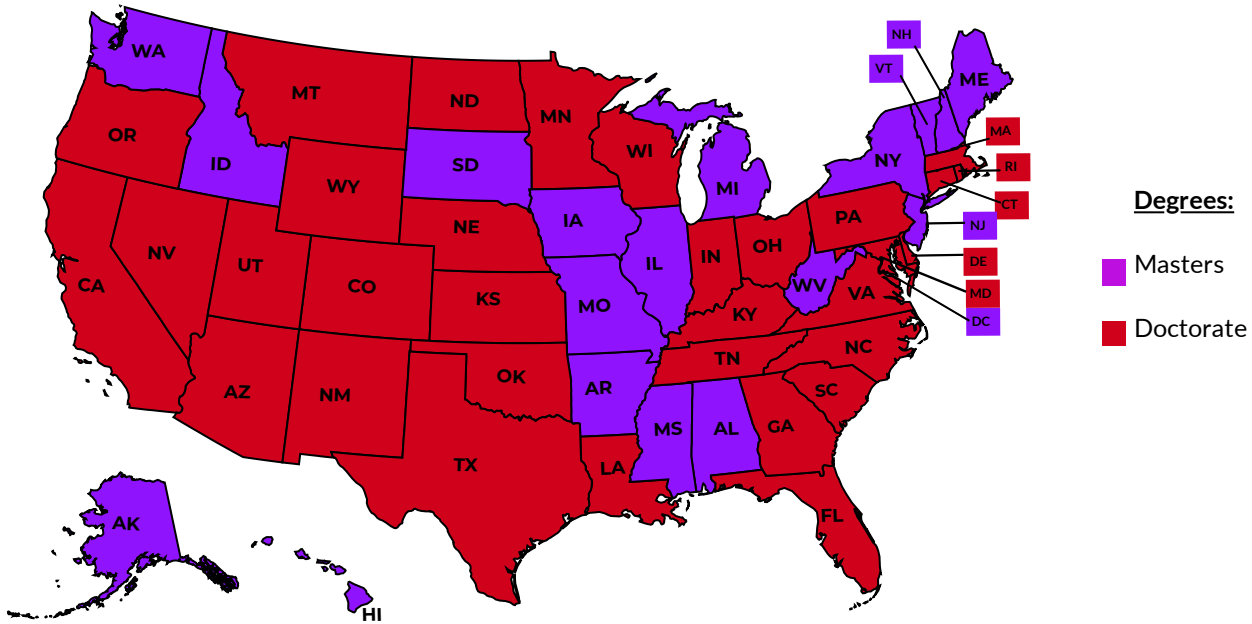 WA
MT
ND
MN
OR
ID
SD
WI
MI
NY
ME
NH
VT
MA
RI
CT
NJ
DE
MD
DC
WY
NE
IA
IL
IN
OH
PA
NV
UT
CO
KS
MO
KY
WV
VA
CA
AZ
NM
OK
AR
TN
NC
SC
TX
LA
MS
AL
GA
FL
AK
HI
Degrees:
Masters
Doctorate